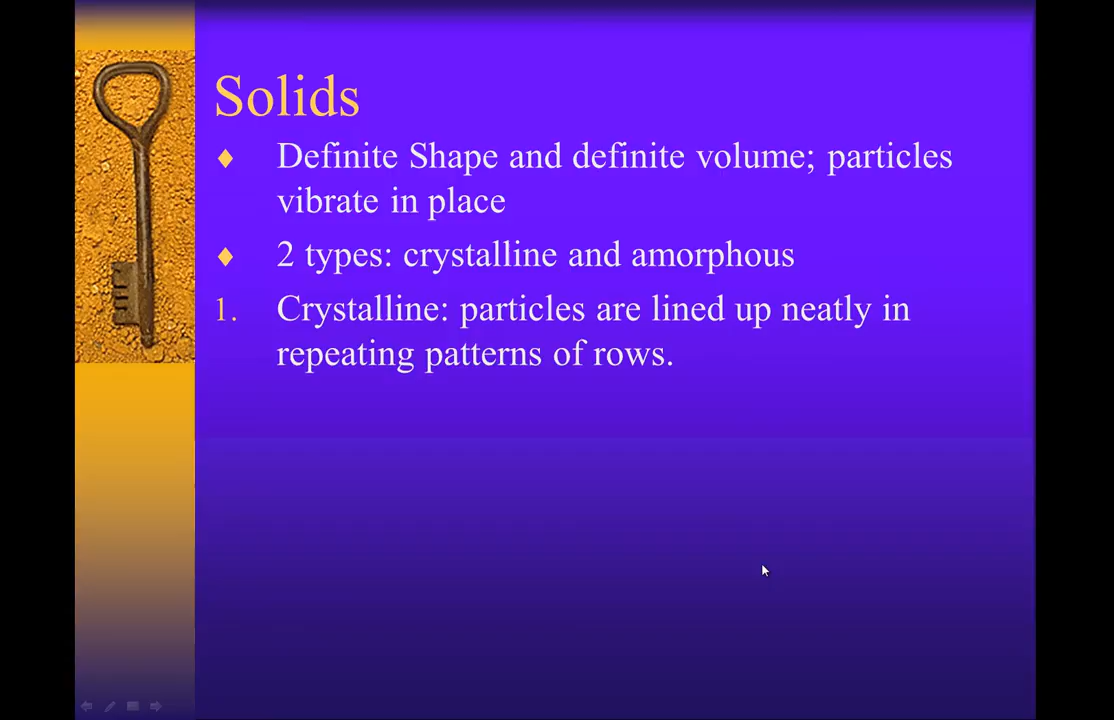 Solids
♦ Definite Shape and definite volume; particles
vibrate in place
♦ 2 types: crystalline and amorphous
1. Crystalline: particles are lined up neatly in
repeating patterns of rows.